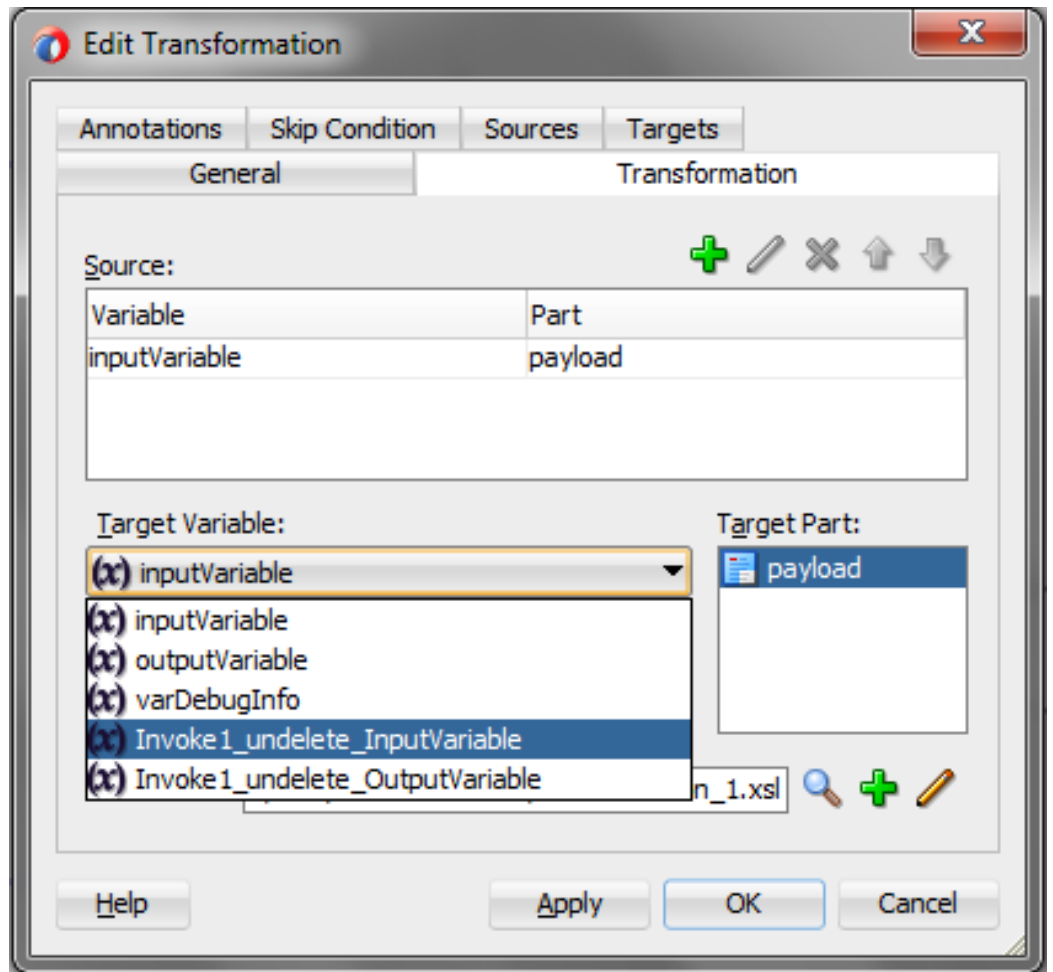 Edit Transformation
Annotations Skip Condition Sources Targets
General Transformation
Source:
Variable Part
inputVariable payload
Target Variable: Target Part:
(x) inputVariable payload
(x) inputVariable
(x) outputVariable
(x) varDebugInfo
(x) Invoke1_undelete_InputVariable
(x) Invoke1_undelete_OutputVariable
n_1.xsl
Help Apply OK Cancel